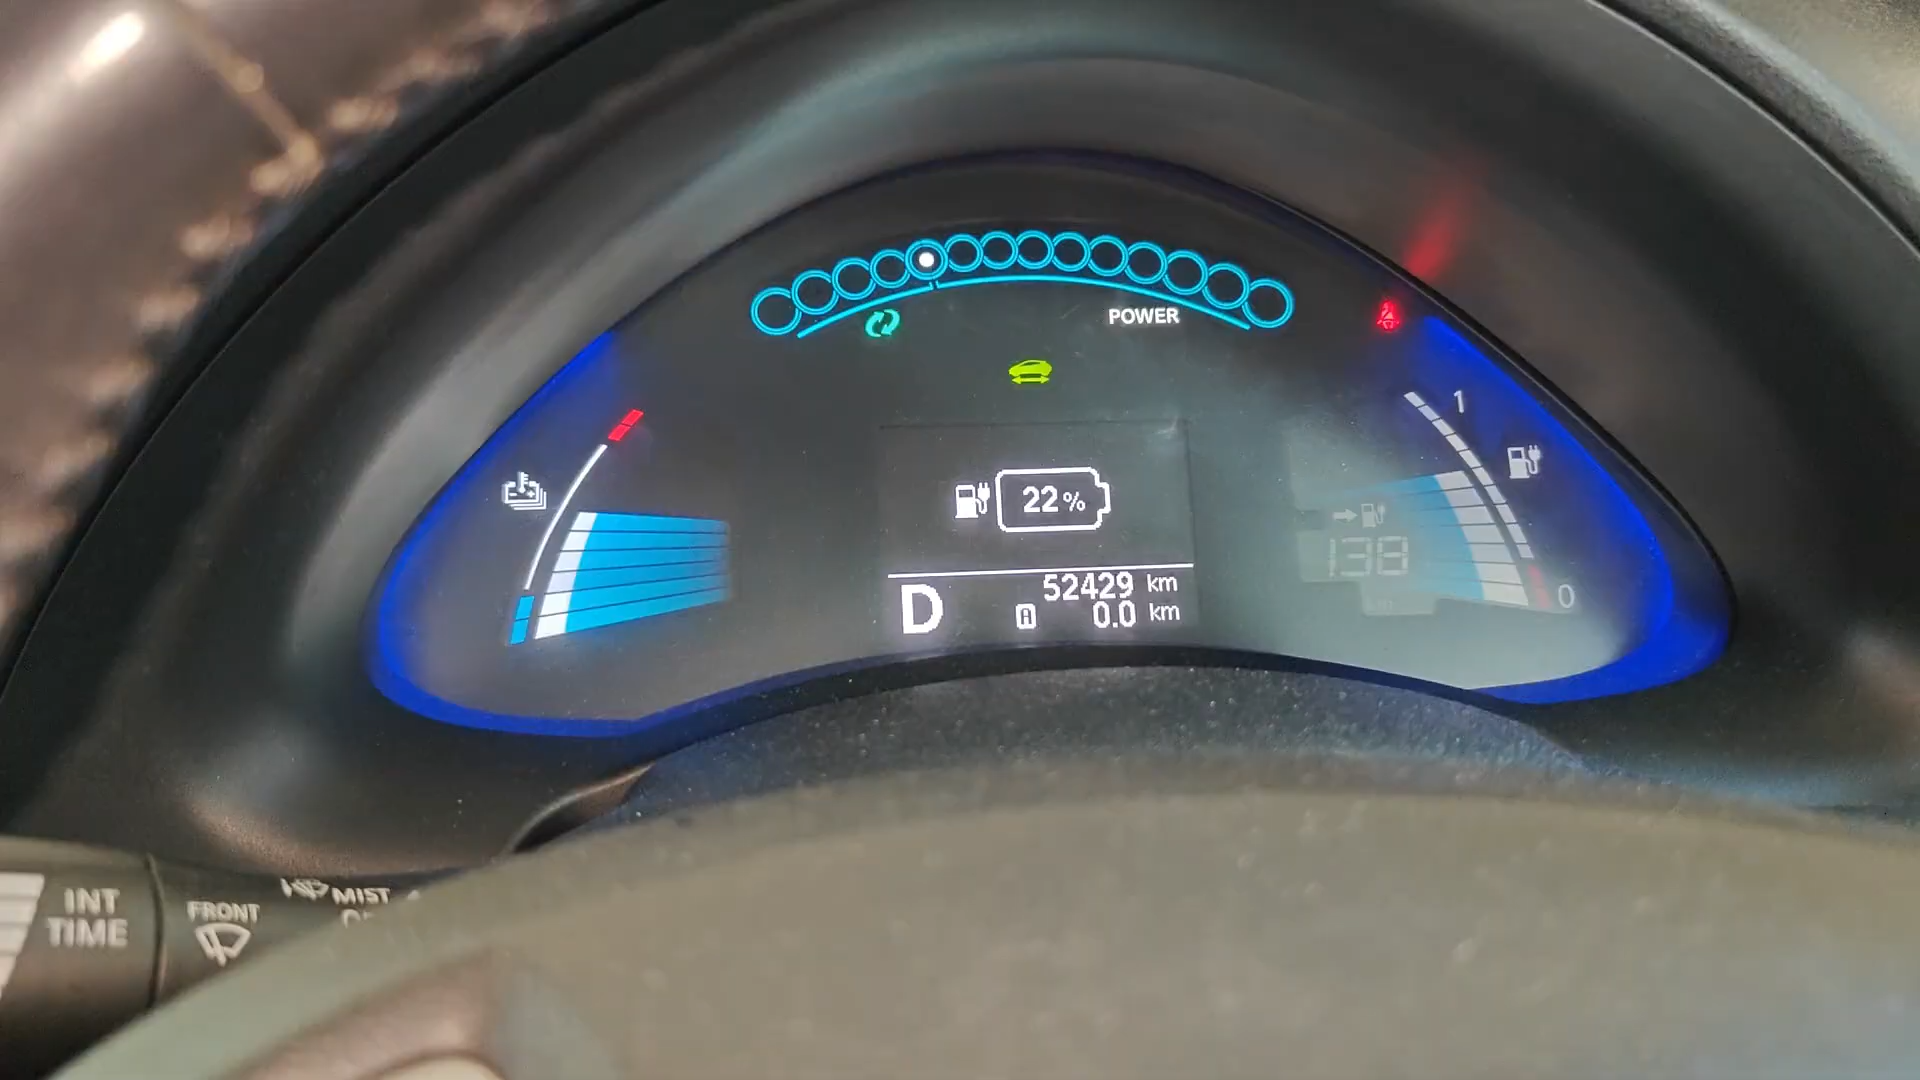 POWER
1
22%
138
0
52429 km
D
A 0.0 km
INT
TIME
FRONT
MIST